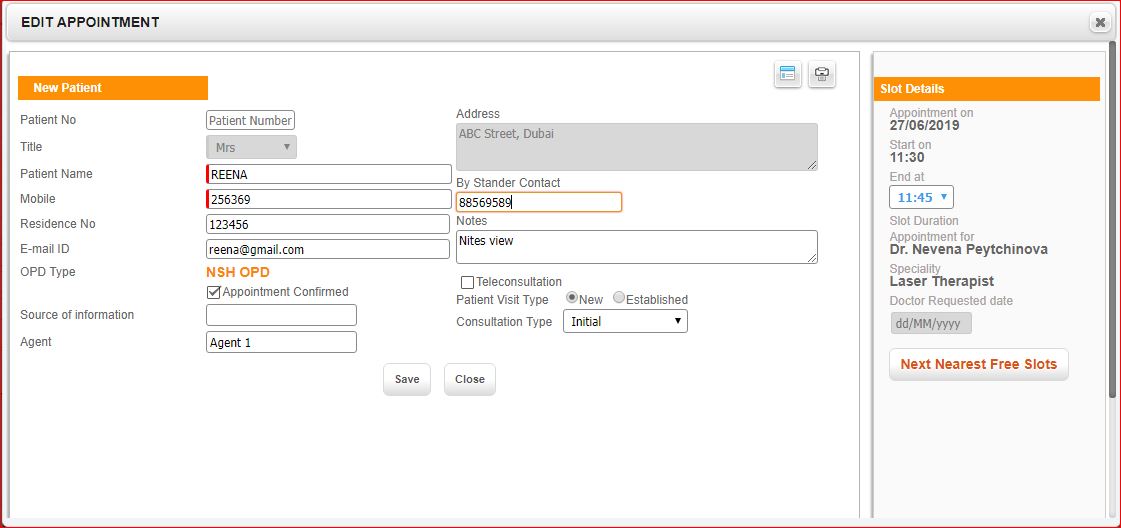 EDIT APPOINTMENT
New Patient
Patient No Patient Number
Title Mrs
Patient Name REENA
Mobile 256369
Residence No 123456
E-mail ID reena@gmail.com
OPD Type NSH OPD
Appointment Confirmed
Source of information
Agent Agent 1
Address
ABC Street, Dubai
By Stander Contact
88569589
Notes
Nites view
Teleconsultation
Patient Visit Type New Established
Consultation Type Initial
Save Close
Slot Details
Appointment on
27/06/2019
Start on
11:30
End at
11:45
Slot Duration
Appointment for
Dr. Nevena Peytchinova
Speciality
Laser Therapist
Doctor Requested date
dd/MM/yyyy
Next Nearest Free Slots